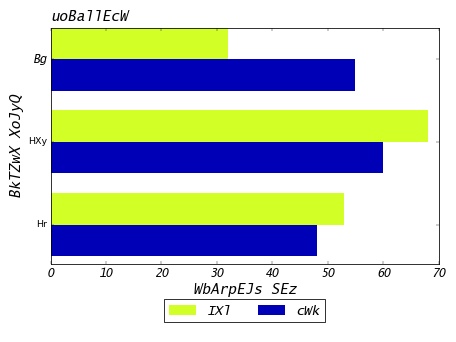 uoBallEcW
BkTZwX XoJyQ
Bg
HXy
Hr
0 10 20 30 40 50 60 70
WbArpEJs SEz
IXl cWk